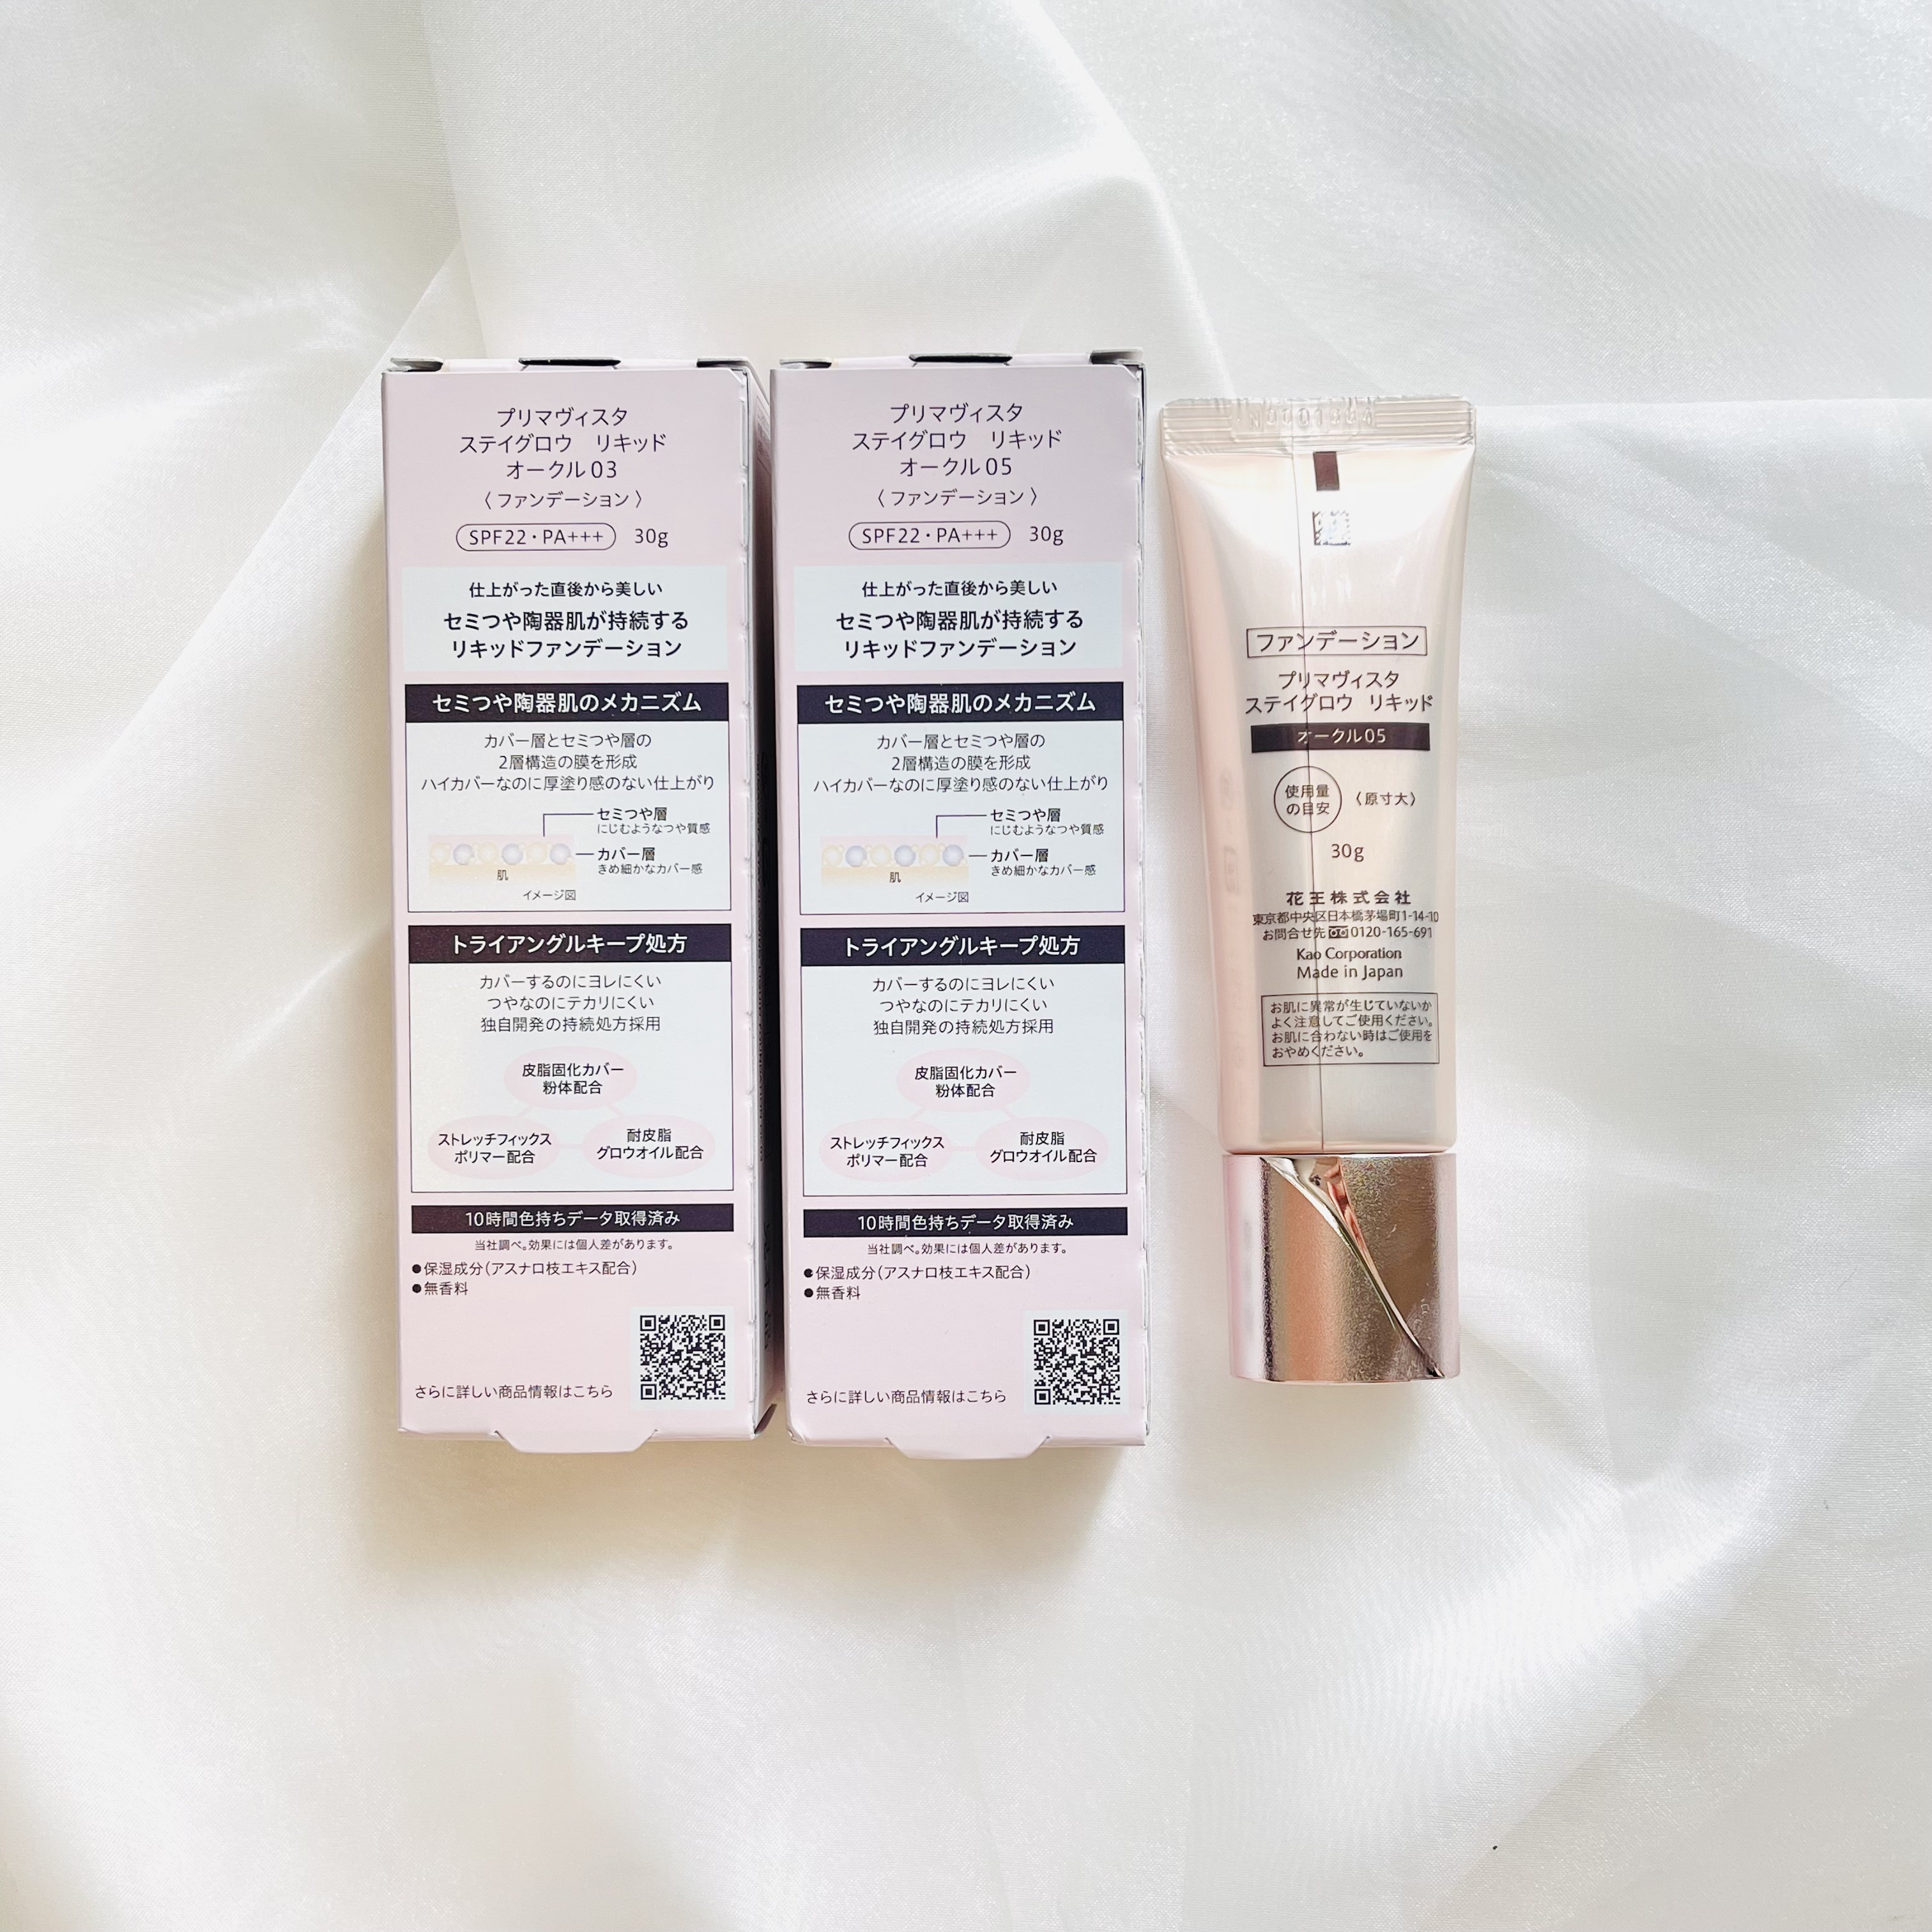 プリマヴィスタ
ステイグロウ リキッド
オークル03
〈ファンデーション〉
SPF22・PA+++ 30g
仕上がった直後から美しい
セミつや陶器肌が持続する
リキッドファンデーション
セミつや陶器肌のメカニズム
カバー層とセミつや層の
2層構造の膜を形成
ハイカバーなのに厚塗り感のない仕上がり
セミつや層
にじむようなつや質感
カバー層
きめ細かなカバー感
肌
イメージ図
トライアングルキープ処方
カバーするのにヨレにくい
つやなのにテカリにくい
独自開発の持続処方採用
皮脂固化カバー
粉体配合
ストレッチフィックス
ポリマー配合
耐皮脂
グロウオイル配合
10時間色持ちデータ取得済み
当社調べ。効果には個人差があります。
●保湿成分(アスナロ枝エキス配合)
●無香料
さらに詳しい商品情報はこちら
プリマヴィスタ
ステイグロウ リキッド
オークル05
〈ファンデーション〉
SPF22・PA+++ 30g
仕上がった直後から美しい
セミつや陶器肌が持続する
リキッドファンデーション
セミつや陶器肌のメカニズム
カバー層とセミつや層の
2層構造の膜を形成
ハイカバーなのに厚塗り感のない仕上がり
セミつや層
にじむようなつや質感
カバー層
きめ細かなカバー感
肌
イメージ図
トライアングルキープ処方
カバーするのにヨレにくい
つやなのにテカリにくい
独自開発の持続処方採用
皮脂固化カバー
粉体配合
ストレッチフィックス
ポリマー配合
耐皮脂
グロウオイル配合
10時間色持ちデータ取得済み
当社調べ。効果には個人差があります。
●保湿成分(アスナロ枝エキス配合)
●無香料
さらに詳しい商品情報はこちら
ファンデーション
プリマヴィスタ
ステイグロウ リキッド
オークル05
使用量
の目安
〈原寸大〉
30g
花王株式会社
東京都中央区日本橋茅場町1-14-10
お問合せ先 0120-165-691
Kao Corporation
Made in Japan
お肌に異常が生じていないか
よく注意してご使用ください。
お肌に合わない時はご使用を
おやめください。